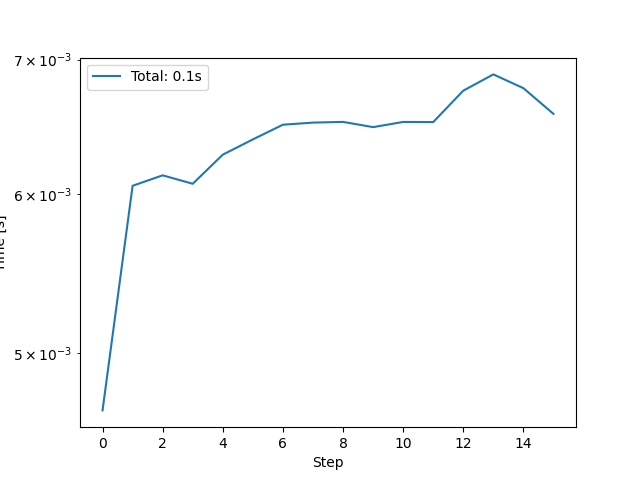 Total: 0.1s
7 × 10⁻³
6 × 10⁻³
5 × 10⁻³
Time [s]
0 2 4 6 8 10 12 14
Step